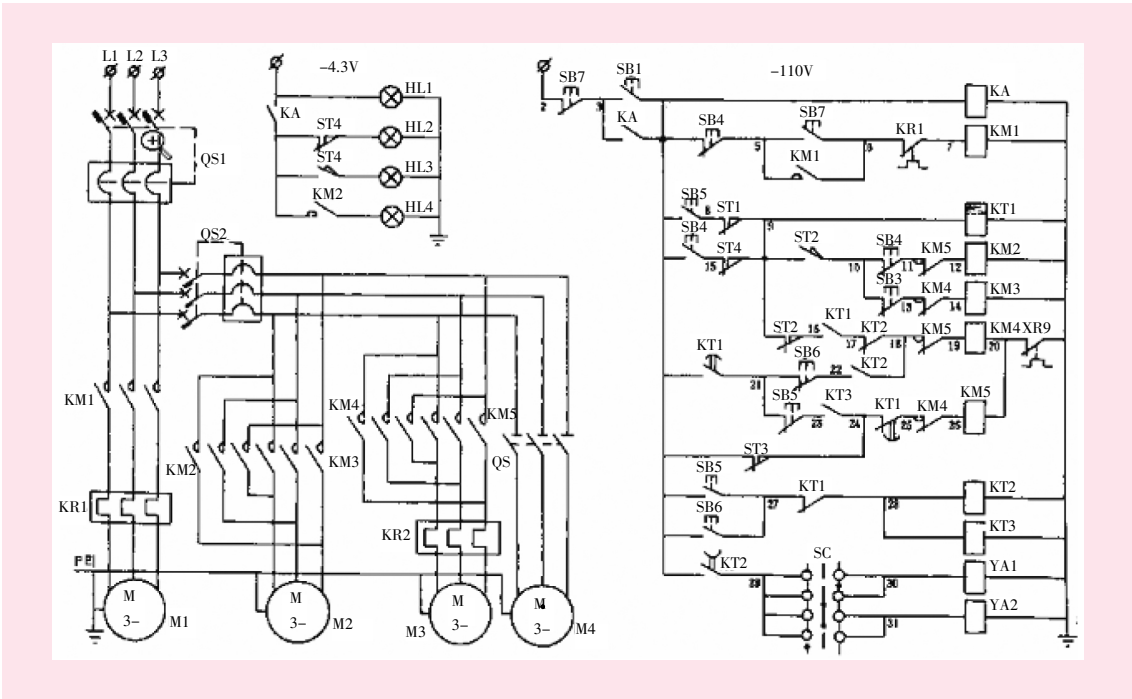 L1 L2 L3
QS1
QS2
KM1
KR1
KM2
KM3
KM4
KM5
QS
KR2
M
3~
M1
M
3~
M2
M
3~
M3
M
3~
M4
-4.3V
KA
HL1
ST4
HL2
ST4
HL3
KM2
HL4
-110V
2
SB7
3
SB1
KA
KA
SB4
5
SB7
6
KR1
7
KM1
KM1
SB5
8
ST1
9
KT1
SB4
15
ST4
ST2
10
SB4
11
KM5
12
KM2
SB3
13
KM4
14
KM3
ST2
16
KT1
17
KT2
18
KM5
19
KM4
20
XR9
KT1
21
SB6
22
KT2
SB5
23
KT3
24
KT1
25
KM4
26
KM5
ST3
SB5
27
KT1
28
KT2
SB6
KT3
KT2
29
SC
30
YA1
31
YA2